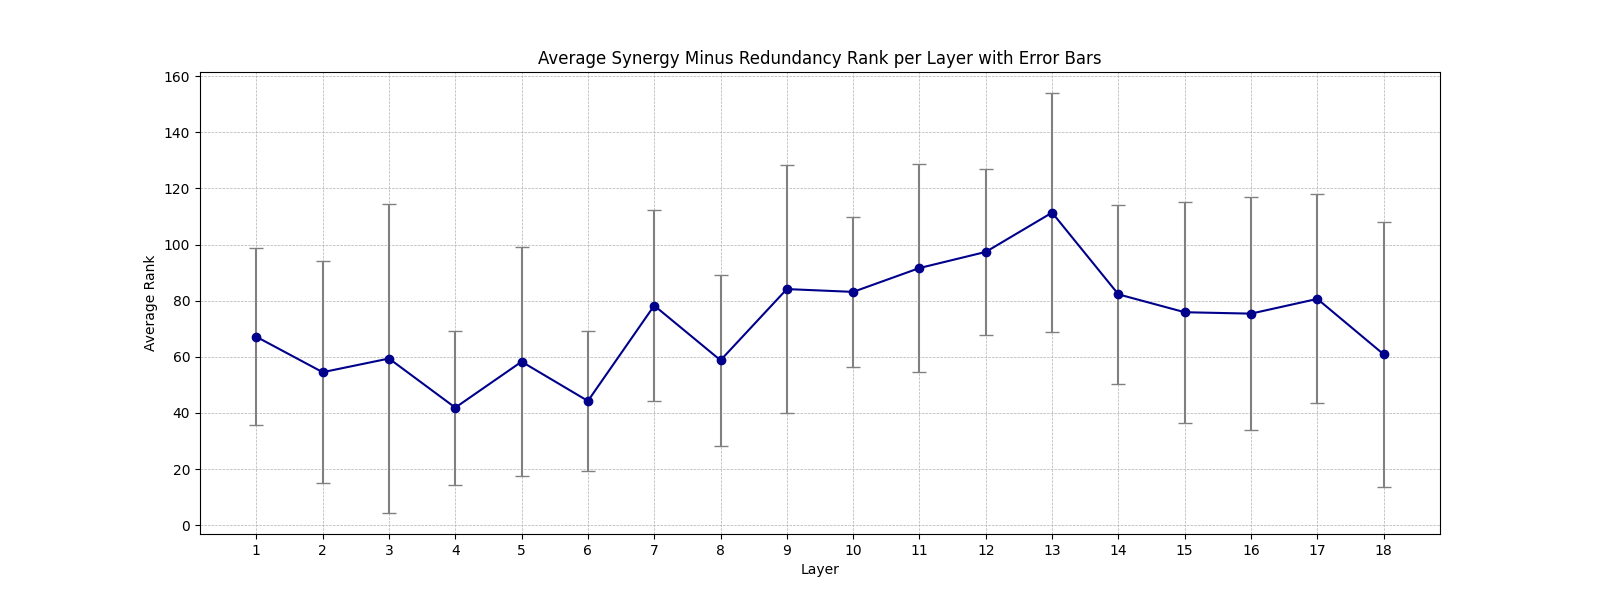 Average Synergy Minus Redundancy Rank per Layer with Error Bars
160
140
120
100
80
60
40
20
0
Average Rank
1 2 3 4 5 6 7 8 9 10 11 12 13 14 15 16 17 18
Layer